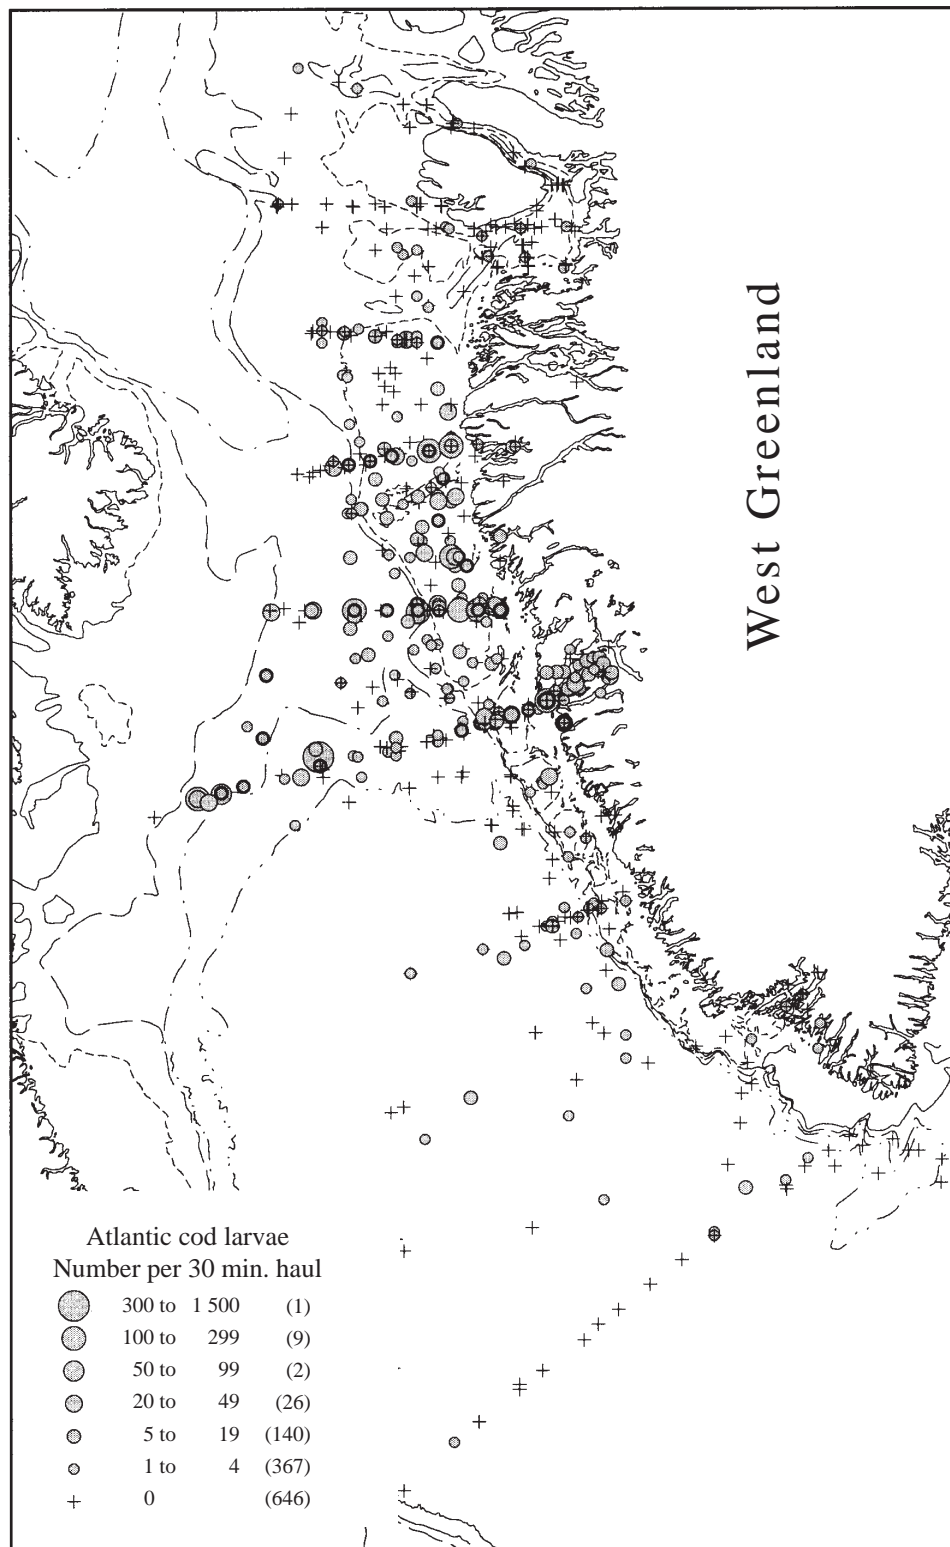 West Greenland
Atlantic cod larvae
Number per 30 min. haul
300 to 1 500 (1)
100 to 299 (9)
50 to 99 (2)
20 to 49 (26)
5 to 19 (140)
1 to 4 (367)
0 (646)